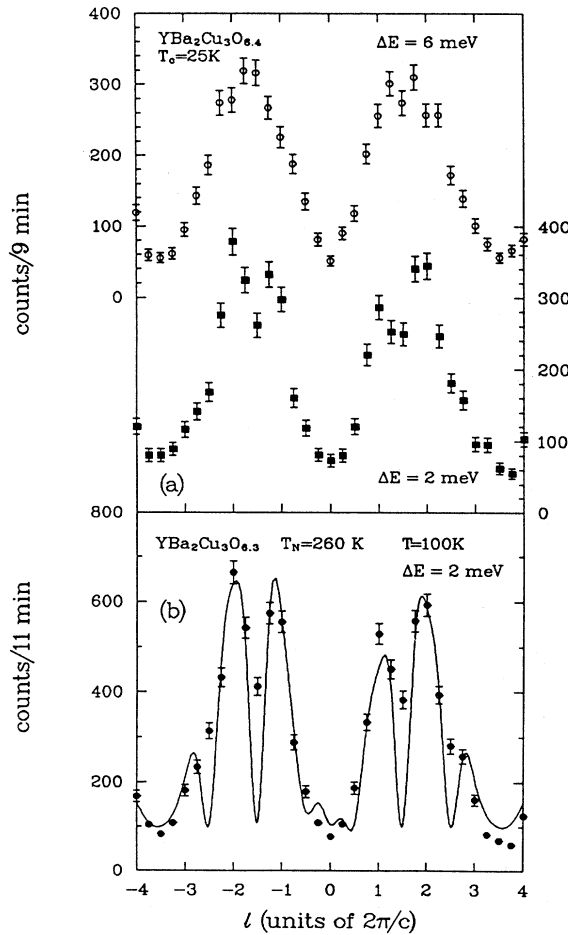 YBa2Cu3O6.4
ΔE = 6 meV
Tc=25K
400
300
200
100
0
400
300
200
100
0
counts/9 min
(a)
ΔE = 2 meV
YBa2Cu3O6.3 TN=260 K T=100K
ΔE = 2 meV
(b)
800
600
400
200
0
counts/11 min
−4 −3 −2 −1 0 1 2 3 4
l (units of 2π/c)